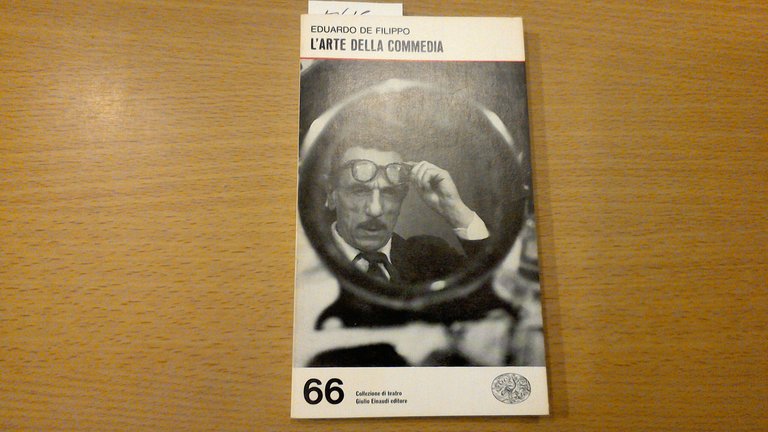 EDUARDO DE FILIPPO
L'ARTE DELLA COMMEDIA
66
Collezione di teatro
Giulio Einaudi editore